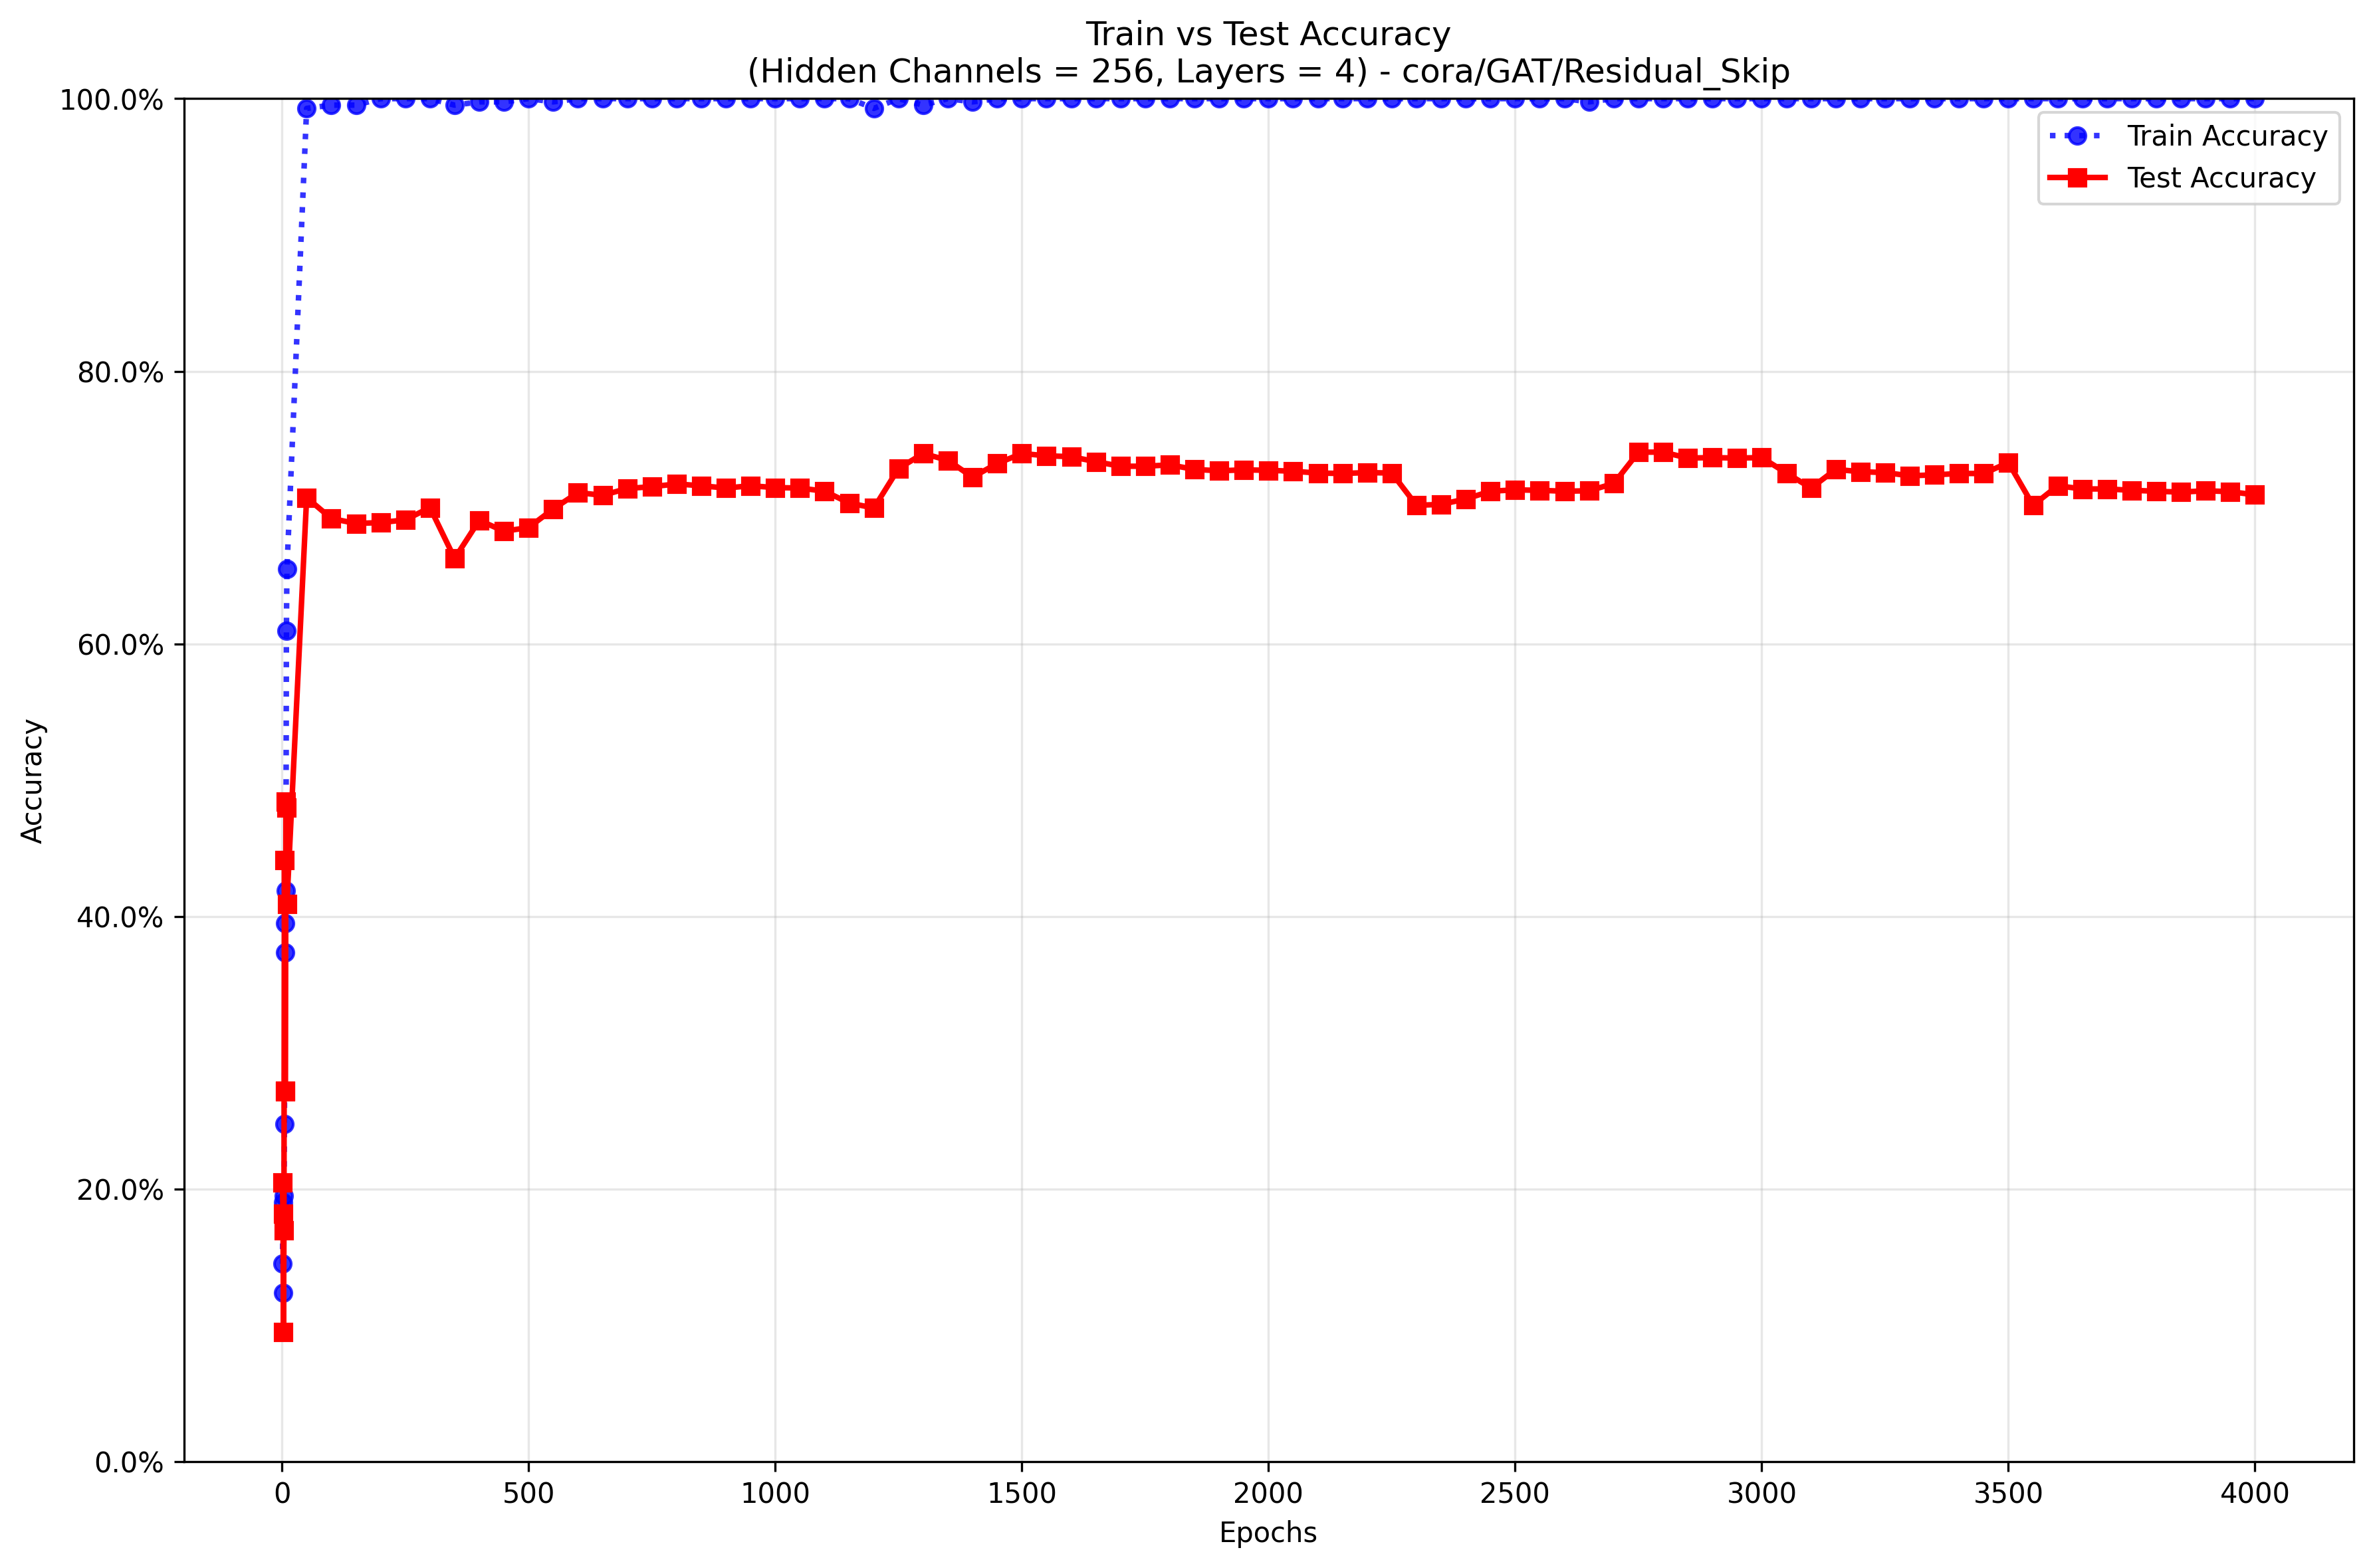 Train vs Test Accuracy
(Hidden Channels = 256, Layers = 4) - cora/GAT/Residual_Skip
100.0%
80.0%
60.0%
40.0%
20.0%
0.0%
Accuracy
Train Accuracy
Test Accuracy
0 500 1000 1500 2000 2500 3000 3500 4000
Epochs